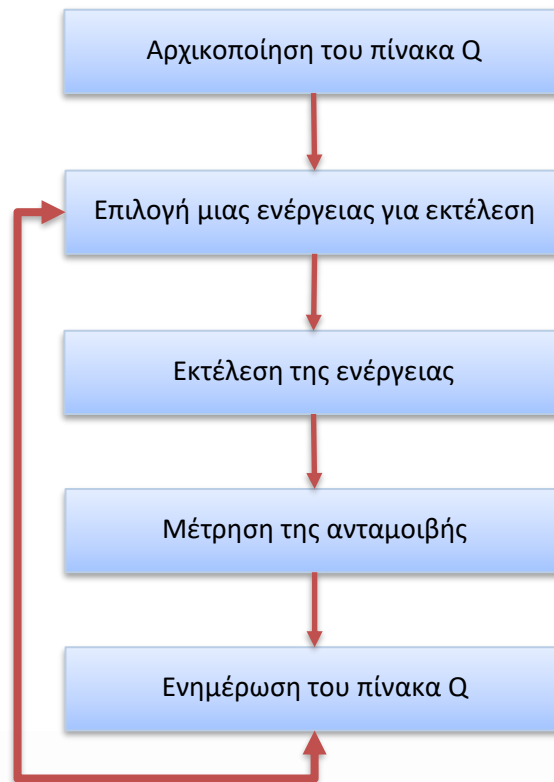 Αρχικοποίηση του πίνακα Q
Επιλογή μιας ενέργειας για εκτέλεση
Εκτέλεση της ενέργειας
Μέτρηση της ανταμοιβής
Ενημέρωση του πίνακα Q